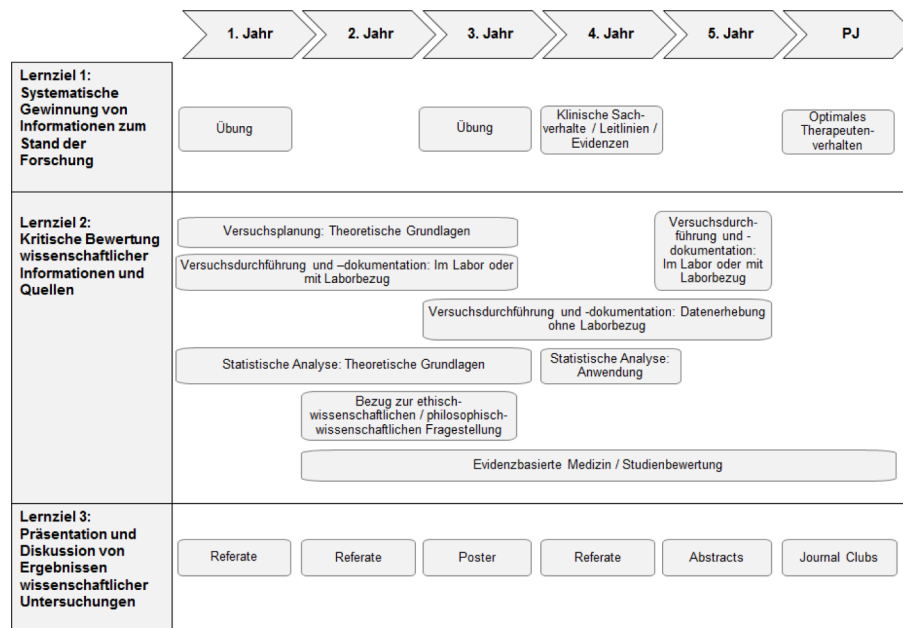 1. Jahr
2. Jahr
3. Jahr
4. Jahr
5. Jahr
PJ
Lernziel 1:
Systematische
Gewinnung von
Informationen zum
Stand der
Forschung
Übung
Übung
Klinische Sach-
verhalte / Leitlinien /
Evidenzen
Optimales
Therapeuten-
verhalten
Lernziel 2:
Kritische Bewertung
wissenschaftlicher
Informationen und
Quellen
Versuchsplanung: Theoretische Grundlagen
Versuchsdurch-
führung und -
dokumentation:
Im Labor oder mit
Laborbezug
Versuchsdurchführung und –dokumentation: Im Labor oder
mit Laborbezug
Versuchsdurchführung und -dokumentation: Datenerhebung
ohne Laborbezug
Statistische Analyse: Theoretische Grundlagen
Statistische Analyse:
Anwendung
Bezug zur ethisch-
wissenschaftlichen / philosophisch-
wissenschaftlichen Fragestellung
Evidenzbasierte Medizin / Studienbewertung
Lernziel 3:
Präsentation und
Diskussion von
Ergebnissen
wissenschaftlicher
Untersuchungen
Referate
Referate
Poster
Referate
Abstracts
Journal Clubs